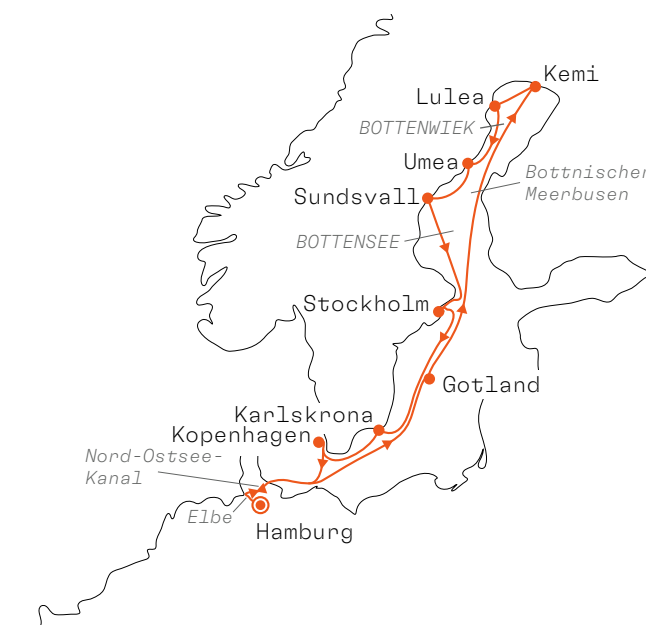 Kemi
Lulea
BOTTENWIEK
Umea
Bottnischer
Meerbusen
Sundsvall
BOTTENSEE
Stockholm
Gotland
Karlskrona
Kopenhagen
Nord-Ostsee-
Kanal
Elbe
Hamburg